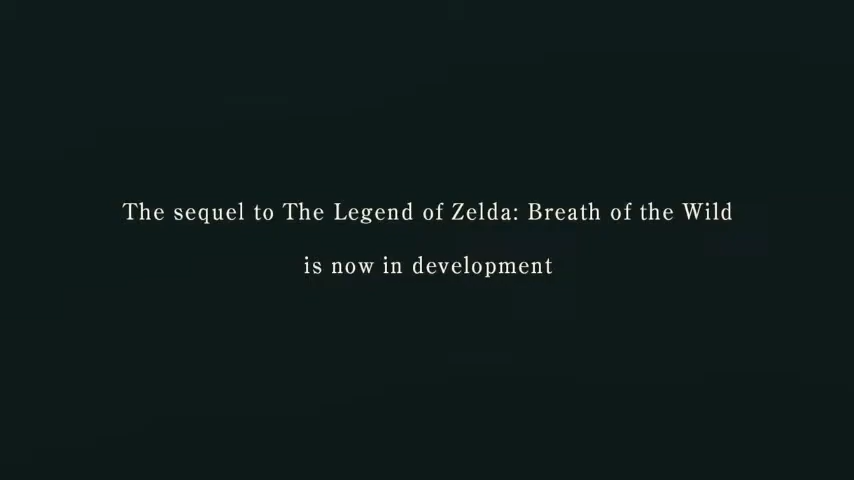 The sequel to The Legend of Zelda: Breath of the Wild
is now in development